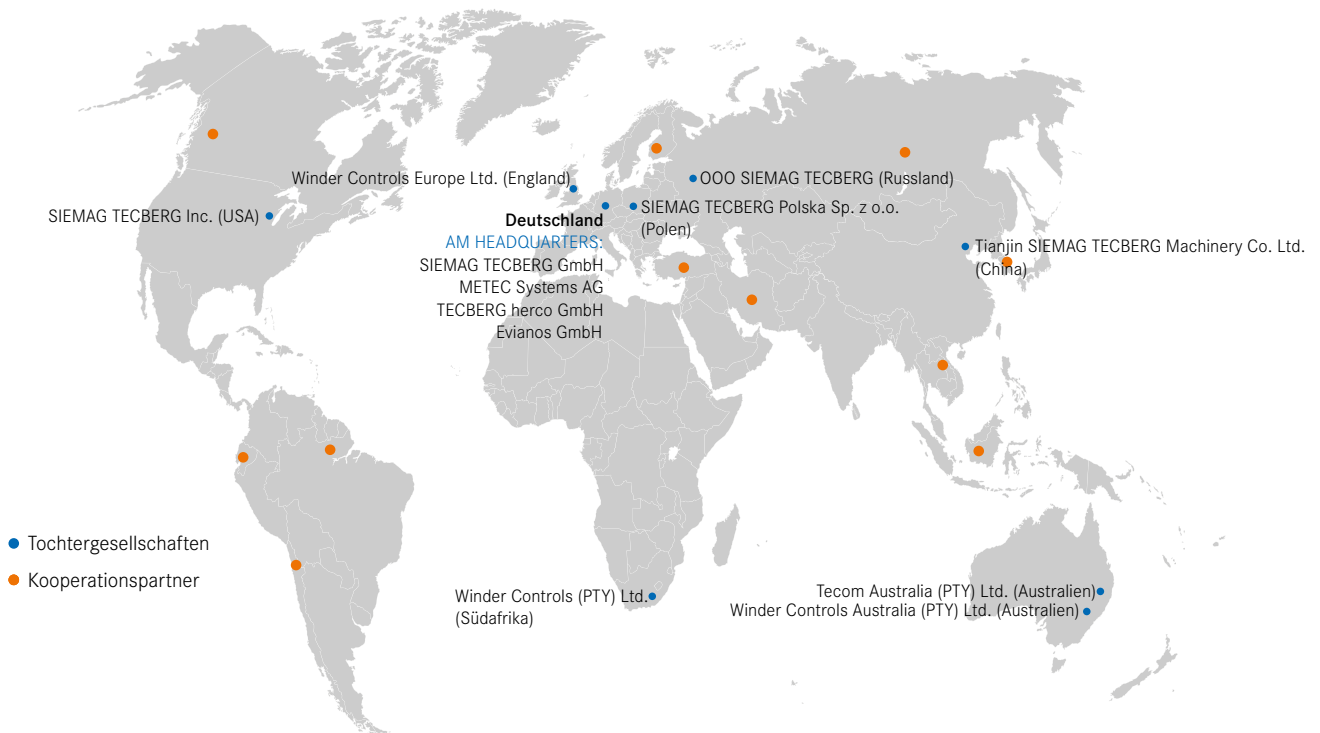 Winder Controls Europe Ltd. (England)
OOO SIEMAG TECBERG (Russland)
SIEMAG TECBERG Inc. (USA)
SIEMAG TECBERG Polska Sp. z o.o.
(Polen)
Deutschland
AM HEADQUARTERS:
SIEMAG TECBERG GmbH
METEC Systems AG
TECBERG herco GmbH
Evianos GmbH
Tianjin SIEMAG TECBERG Machinery Co. Ltd.
(China)
Tochtergesellschaften
Kooperationspartner
Winder Controls (PTY) Ltd.
(Südafrika)
Tecom Australia (PTY) Ltd. (Australien)
Winder Controls Australia (PTY) Ltd. (Australien)